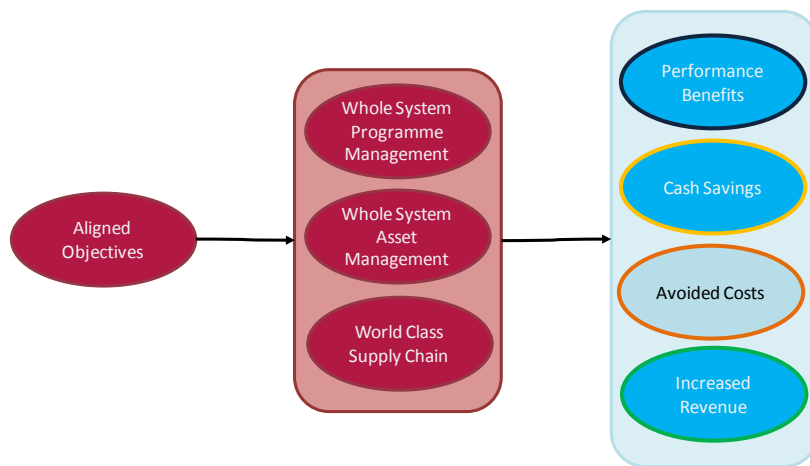 Aligned
Objectives
Whole System
Programme
Management
Whole System
Asset
Management
World Class
Supply Chain
Performance
Benefits
Cash Savings
Avoided Costs
Increased
Revenue